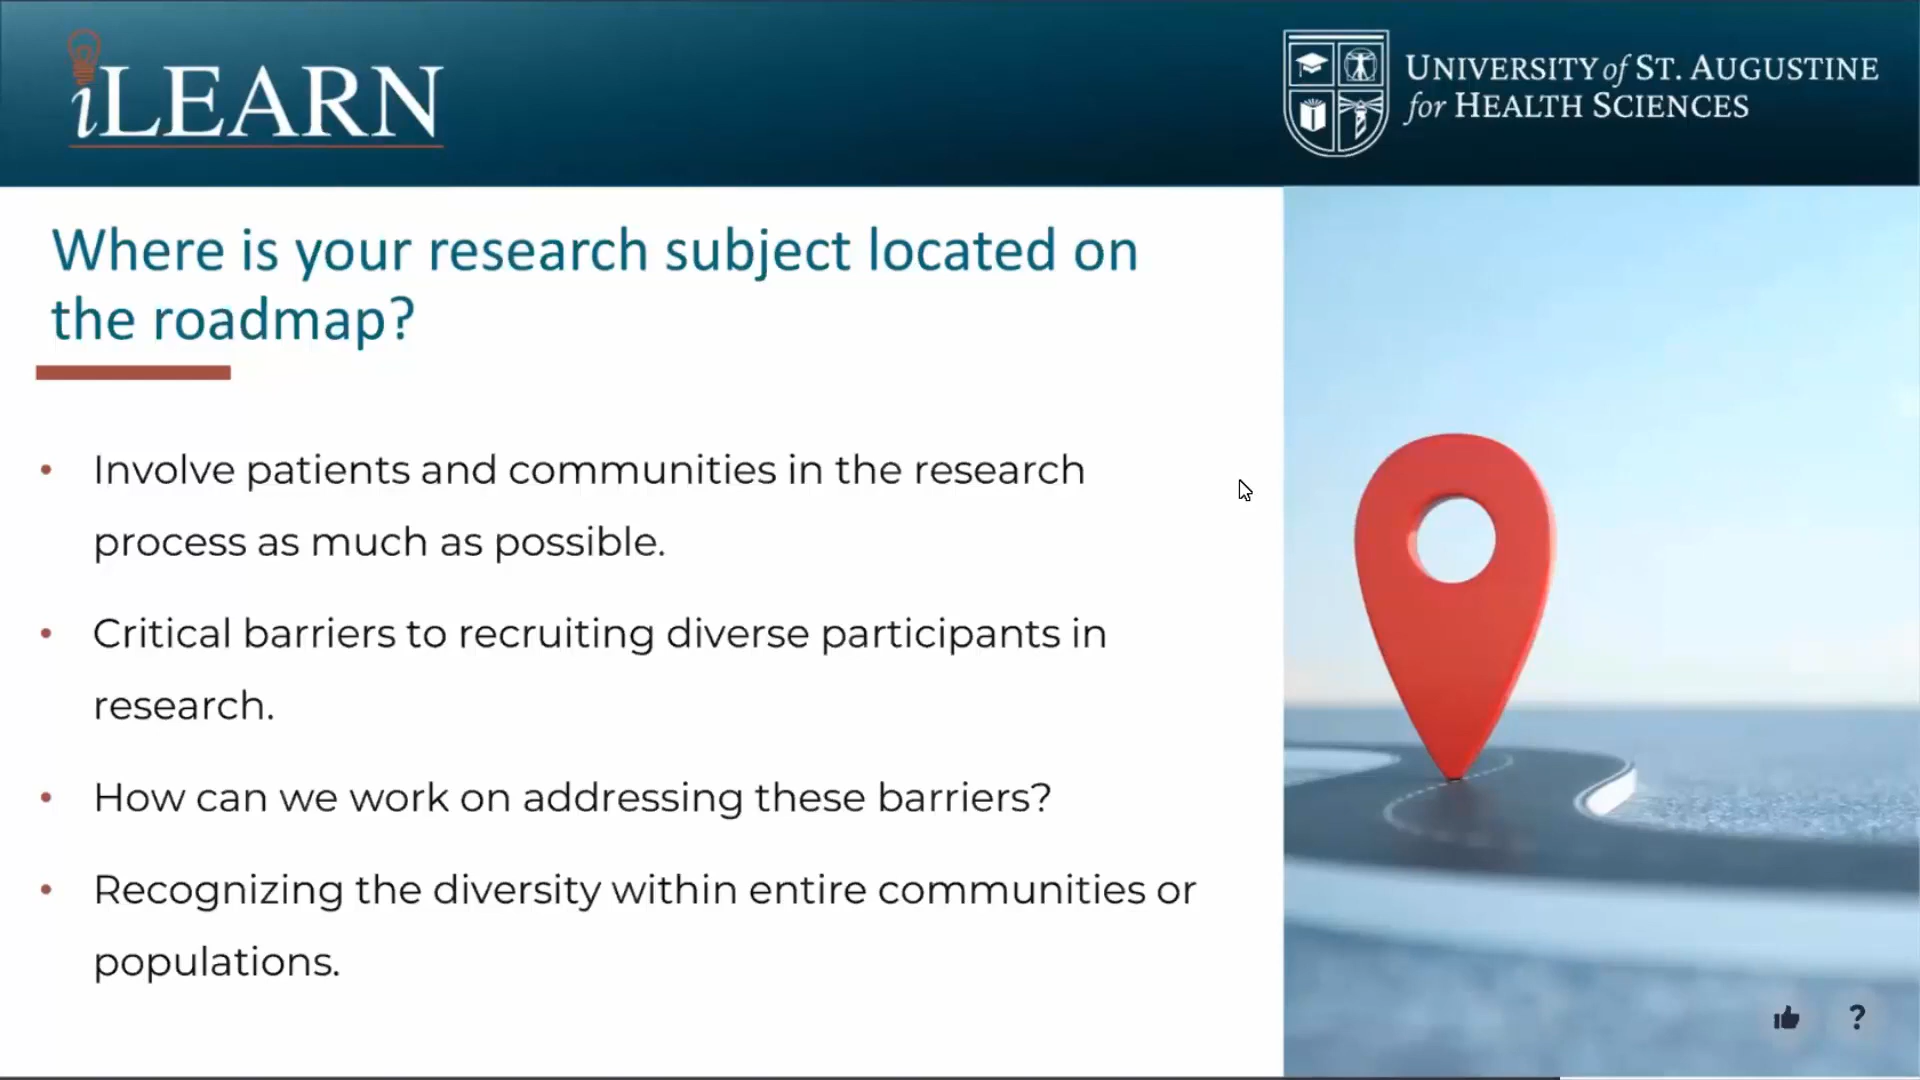 iLEARN
UNIVERSITY of ST. AUGUSTINE
for HEALTH SCIENCES
Where is your research subject located on
the roadmap?
• Involve patients and communities in the research
process as much as possible.
• Critical barriers to recruiting diverse participants in
research.
• How can we work on addressing these barriers?
• Recognizing the diversity within entire communities or
populations.
?